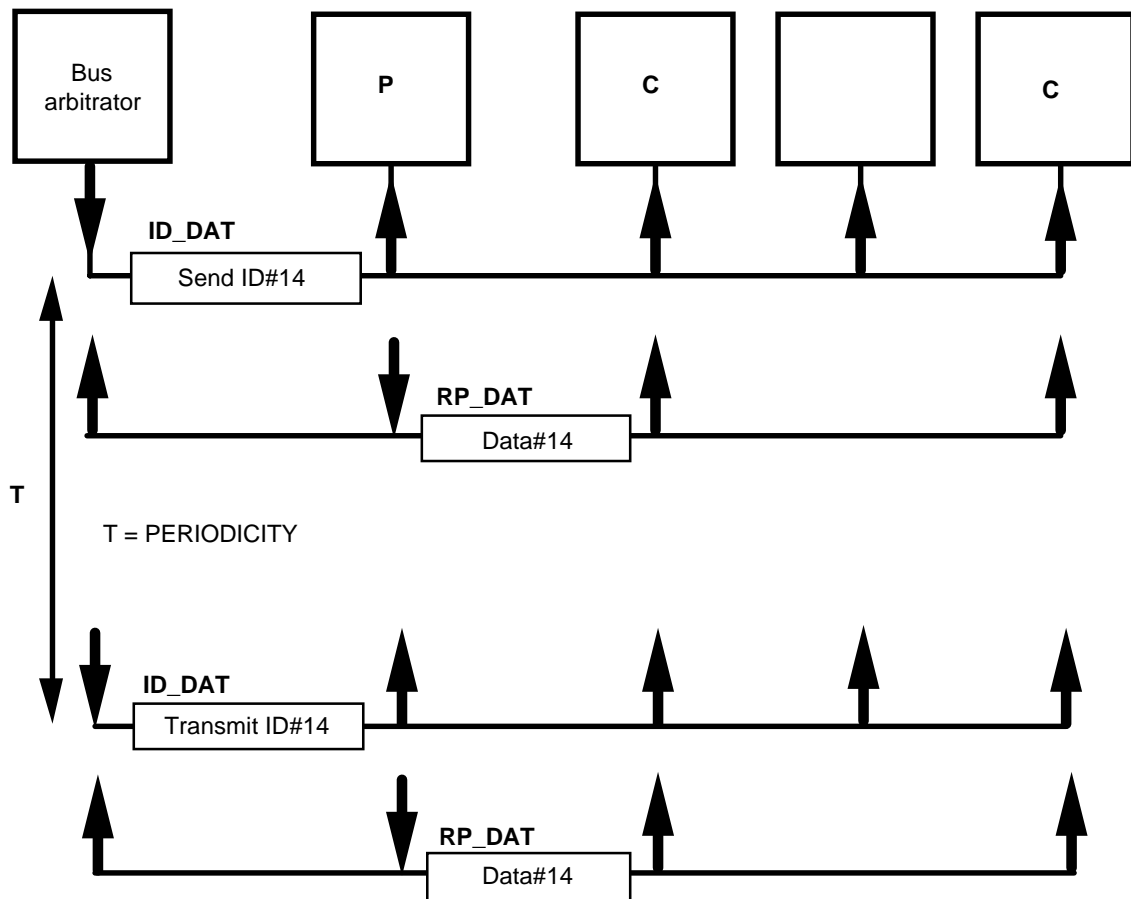 Bus
arbitrator
P
C
C
ID_DAT
Send ID#14
RP_DAT
Data#14
T
T = PERIODICITY
ID_DAT
Transmit ID#14
RP_DAT
Data#14